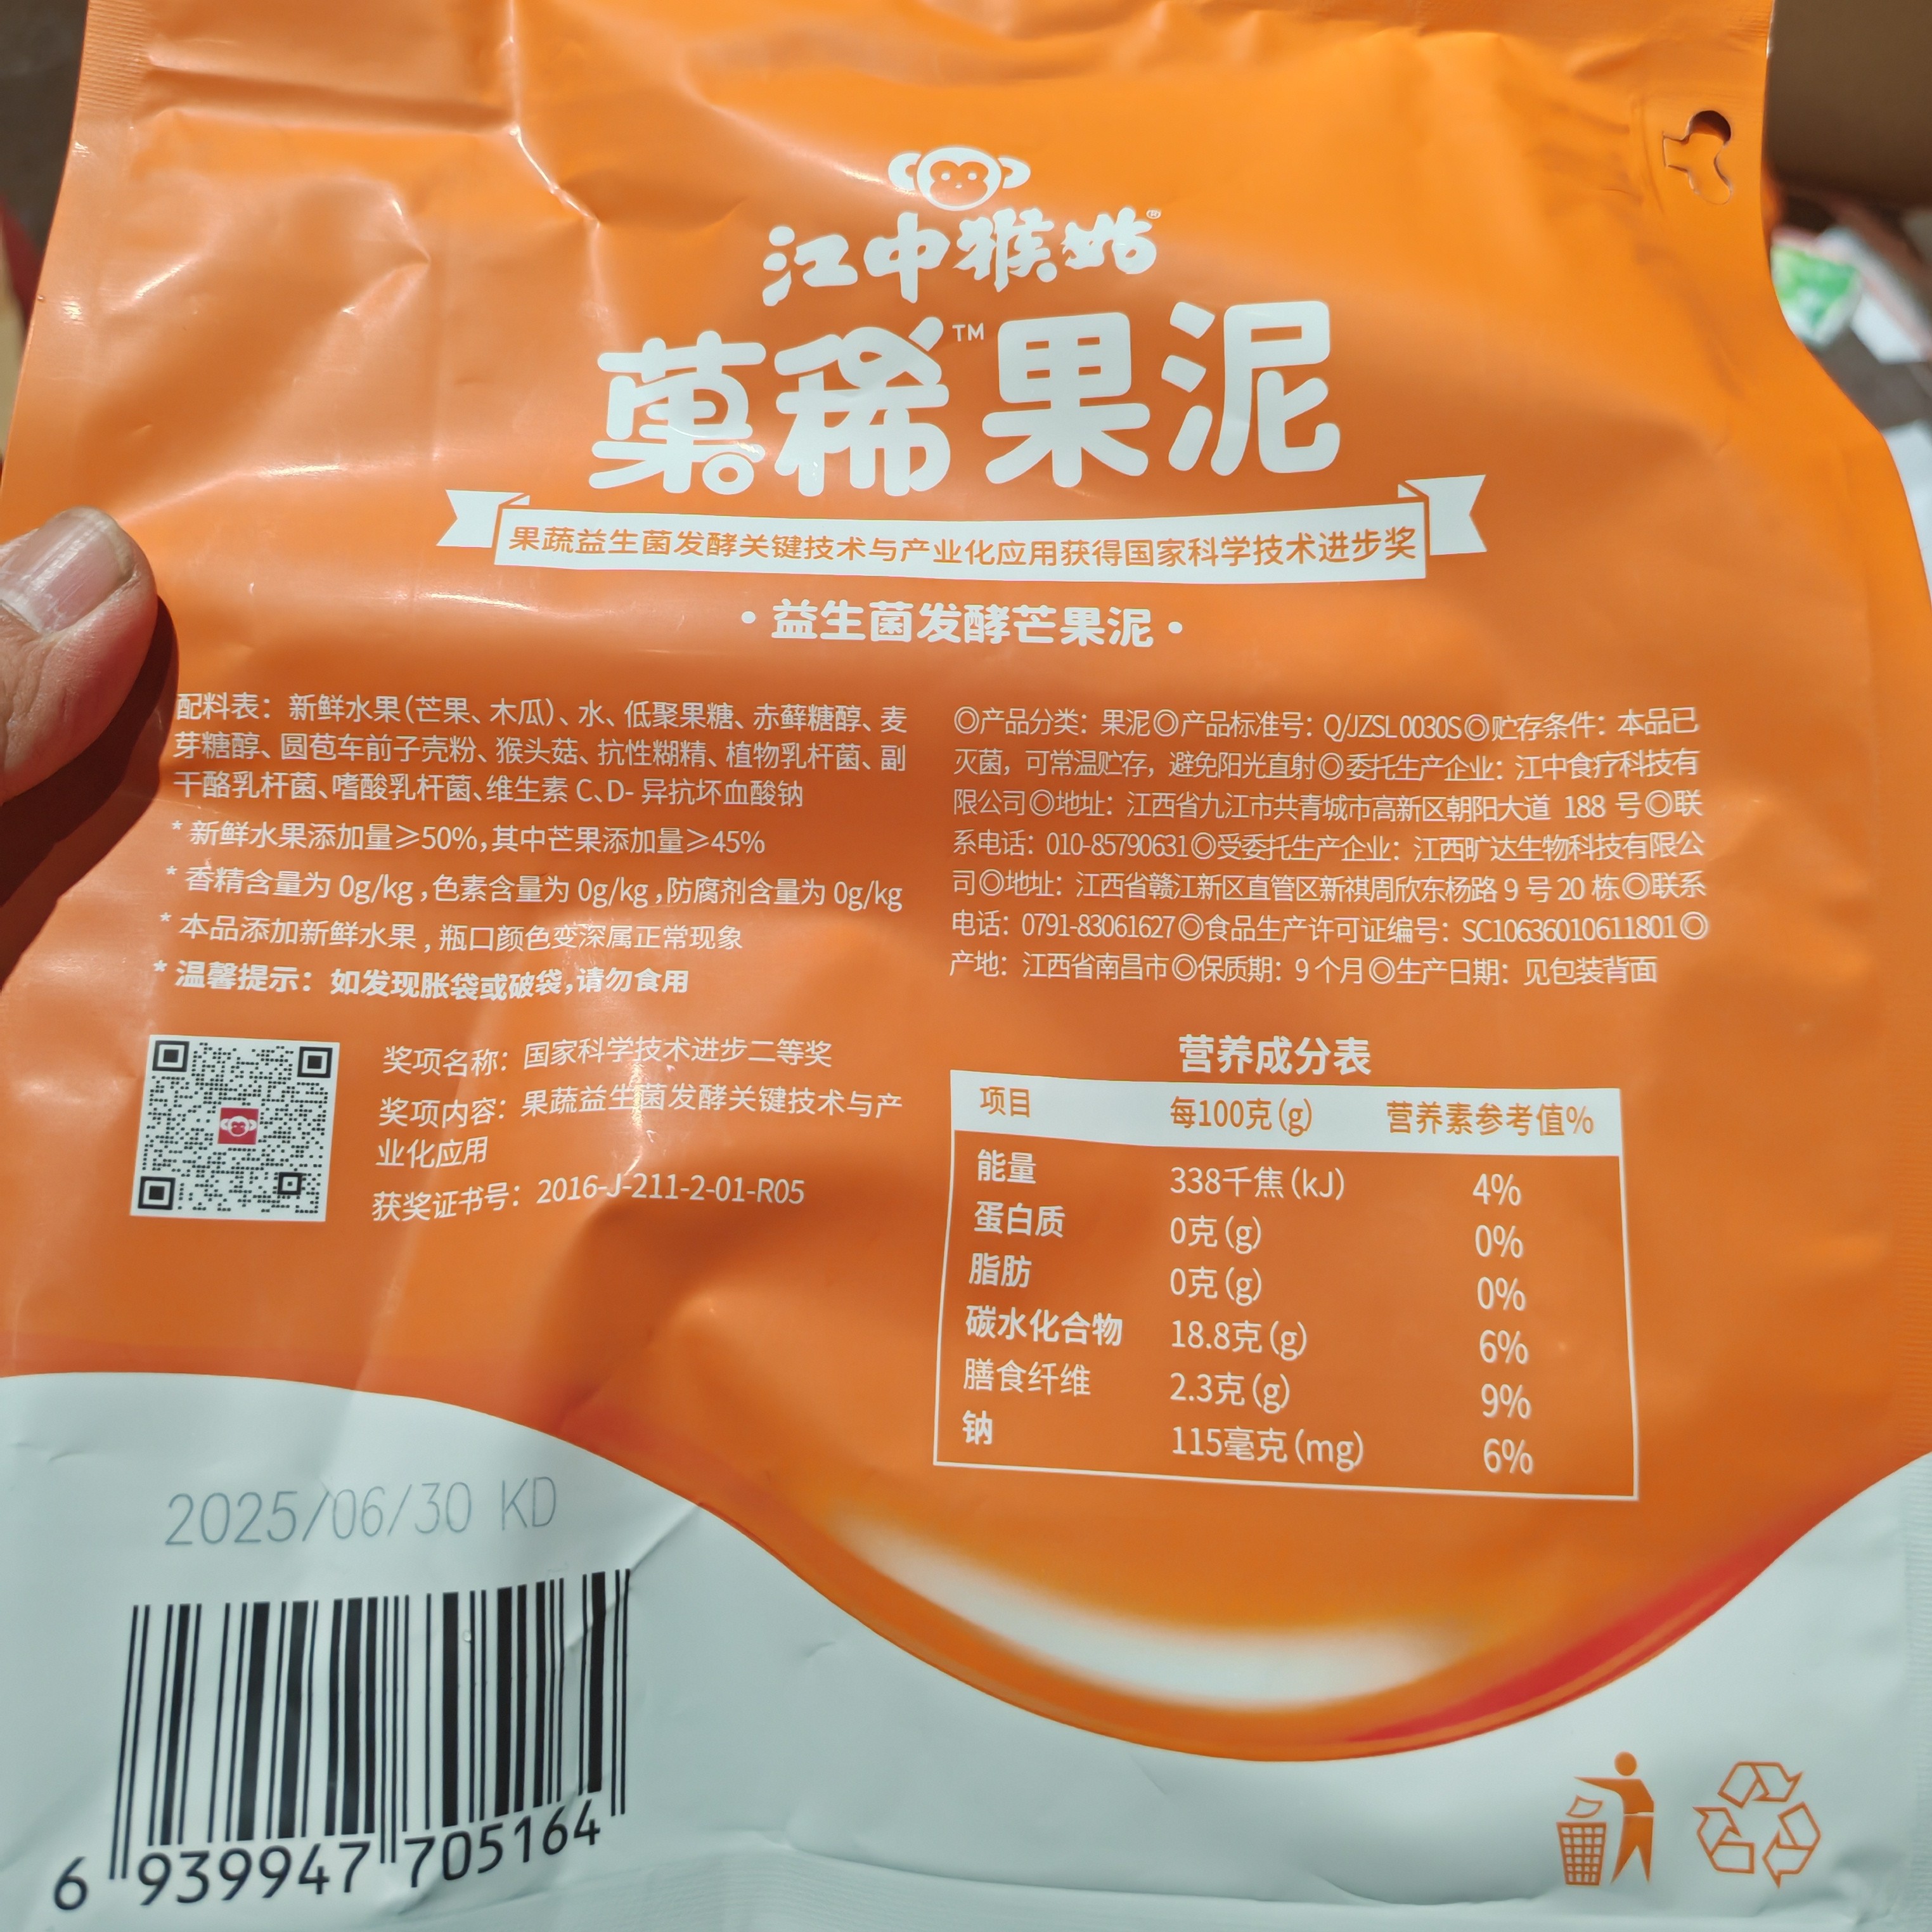 江中猴姑®
菓稀™果泥
果蔬益生菌发酵关键技术与产业化应用获得国家科学技术进步奖
·益生菌发酵芒果泥·
配料表：新鲜水果（芒果、木瓜）、水、低聚果糖、赤藓糖醇、麦
芽糖醇、圆苞车前子壳粉、猴头菇、抗性糊精、植物乳杆菌、副
干酪乳杆菌、嗜酸乳杆菌、维生素 C、D- 异抗坏血酸钠
* 新鲜水果添加量≥50%，其中芒果添加量≥45%
* 香精含量为 0g/kg ,色素含量为 0g/kg ,防腐剂含量为 0g/kg
* 本品添加新鲜水果 , 瓶口颜色变深属正常现象
* 温馨提示：如发现胀袋或破袋，请勿食用
◎产品分类：果泥◎产品标准号：Q/JZSL 0030S◎贮存条件：本品已
灭菌，可常温贮存，避免阳光直射◎委托生产企业：江中食疗科技有
限公司◎地址：江西省九江市共青城市高新区朝阳大道 188 号◎联
系电话：010-85790631◎受委托生产企业：江西旷达生物科技有限公
司◎地址：江西省赣江新区直管区新祺周欣东杨路 9 号 20 栋◎联系
电话：0791-83061627◎食品生产许可证编号：SC10636010611801◎
产地：江西省南昌市◎保质期：9 个月◎生产日期：见包装背面
奖项名称：国家科学技术进步二等奖
奖项内容：果蔬益生菌发酵关键技术与产
业化应用
获奖证书号：2016-J-211-2-01-R05
营养成分表
项目 每100克(g) 营养素参考值%
能量 338千焦(kJ) 4%
蛋白质 0克(g) 0%
脂肪 0克(g) 0%
碳水化合物 18.8克(g) 6%
膳食纤维 2.3克(g) 9%
钠 115毫克(mg) 6%
2025/06/30 KD
6 939947 705164